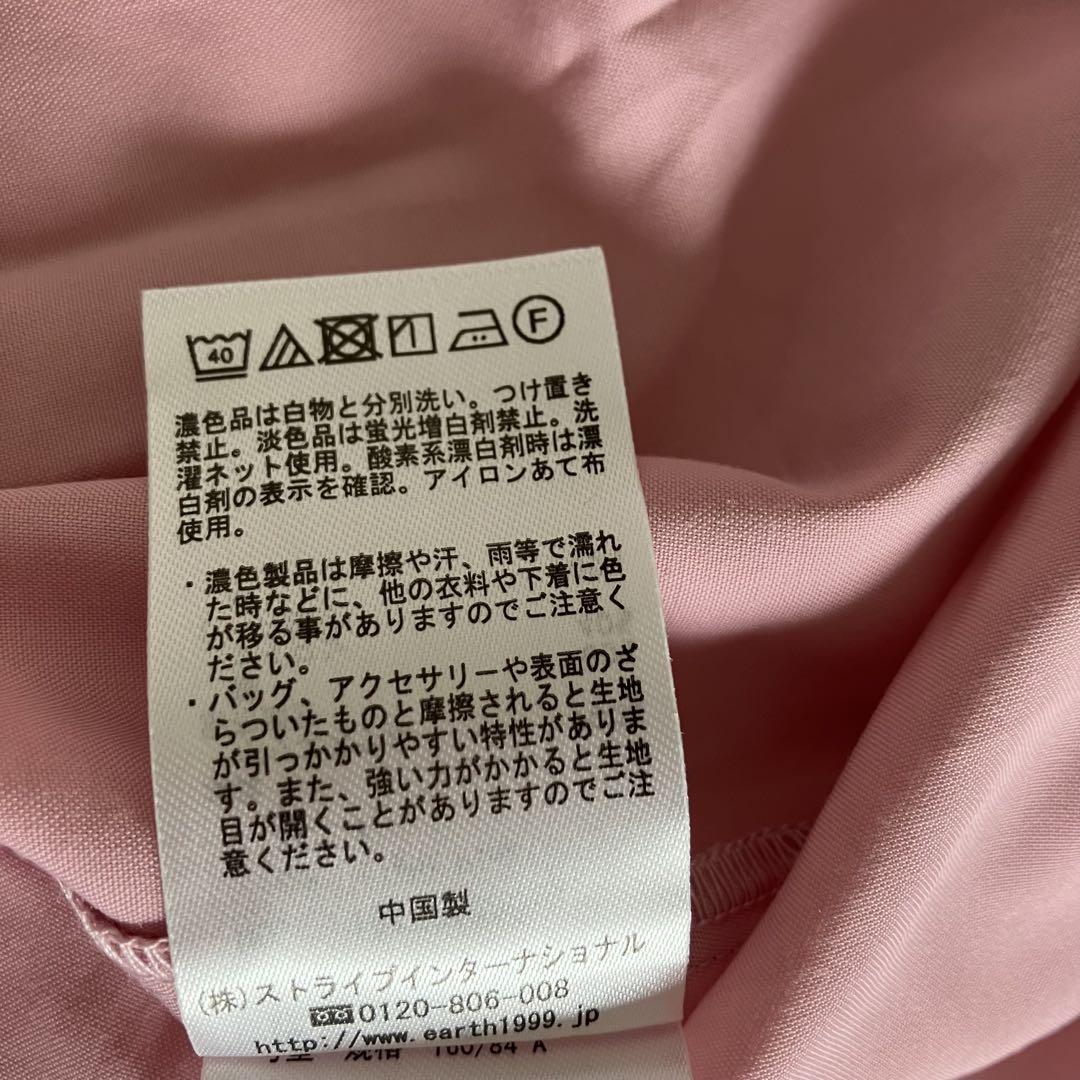 40 F
濃色品は白物と分別洗い。つけ置き
禁止。淡色品は蛍光増白剤禁止。洗
濯ネット使用。酸素系漂白剤時は漂
白剤の表示を確認。アイロンあて布
使用。
・濃色製品は摩擦や汗、雨等で濡れ
た時などに、他の衣料や下着に色
が移る事がありますのでご注意く
ださい。
・バッグ、アクセサリーや表面のざ
らついたものと摩擦されると生地
が引っかかりやすい特性がありま
す。また、強い力がかかると生地
目が開くことがありますのでご注
意ください。
中国製
(株)ストライプインターナショナル
0120-806-008
http://www.earth1999.jp
160/84 A